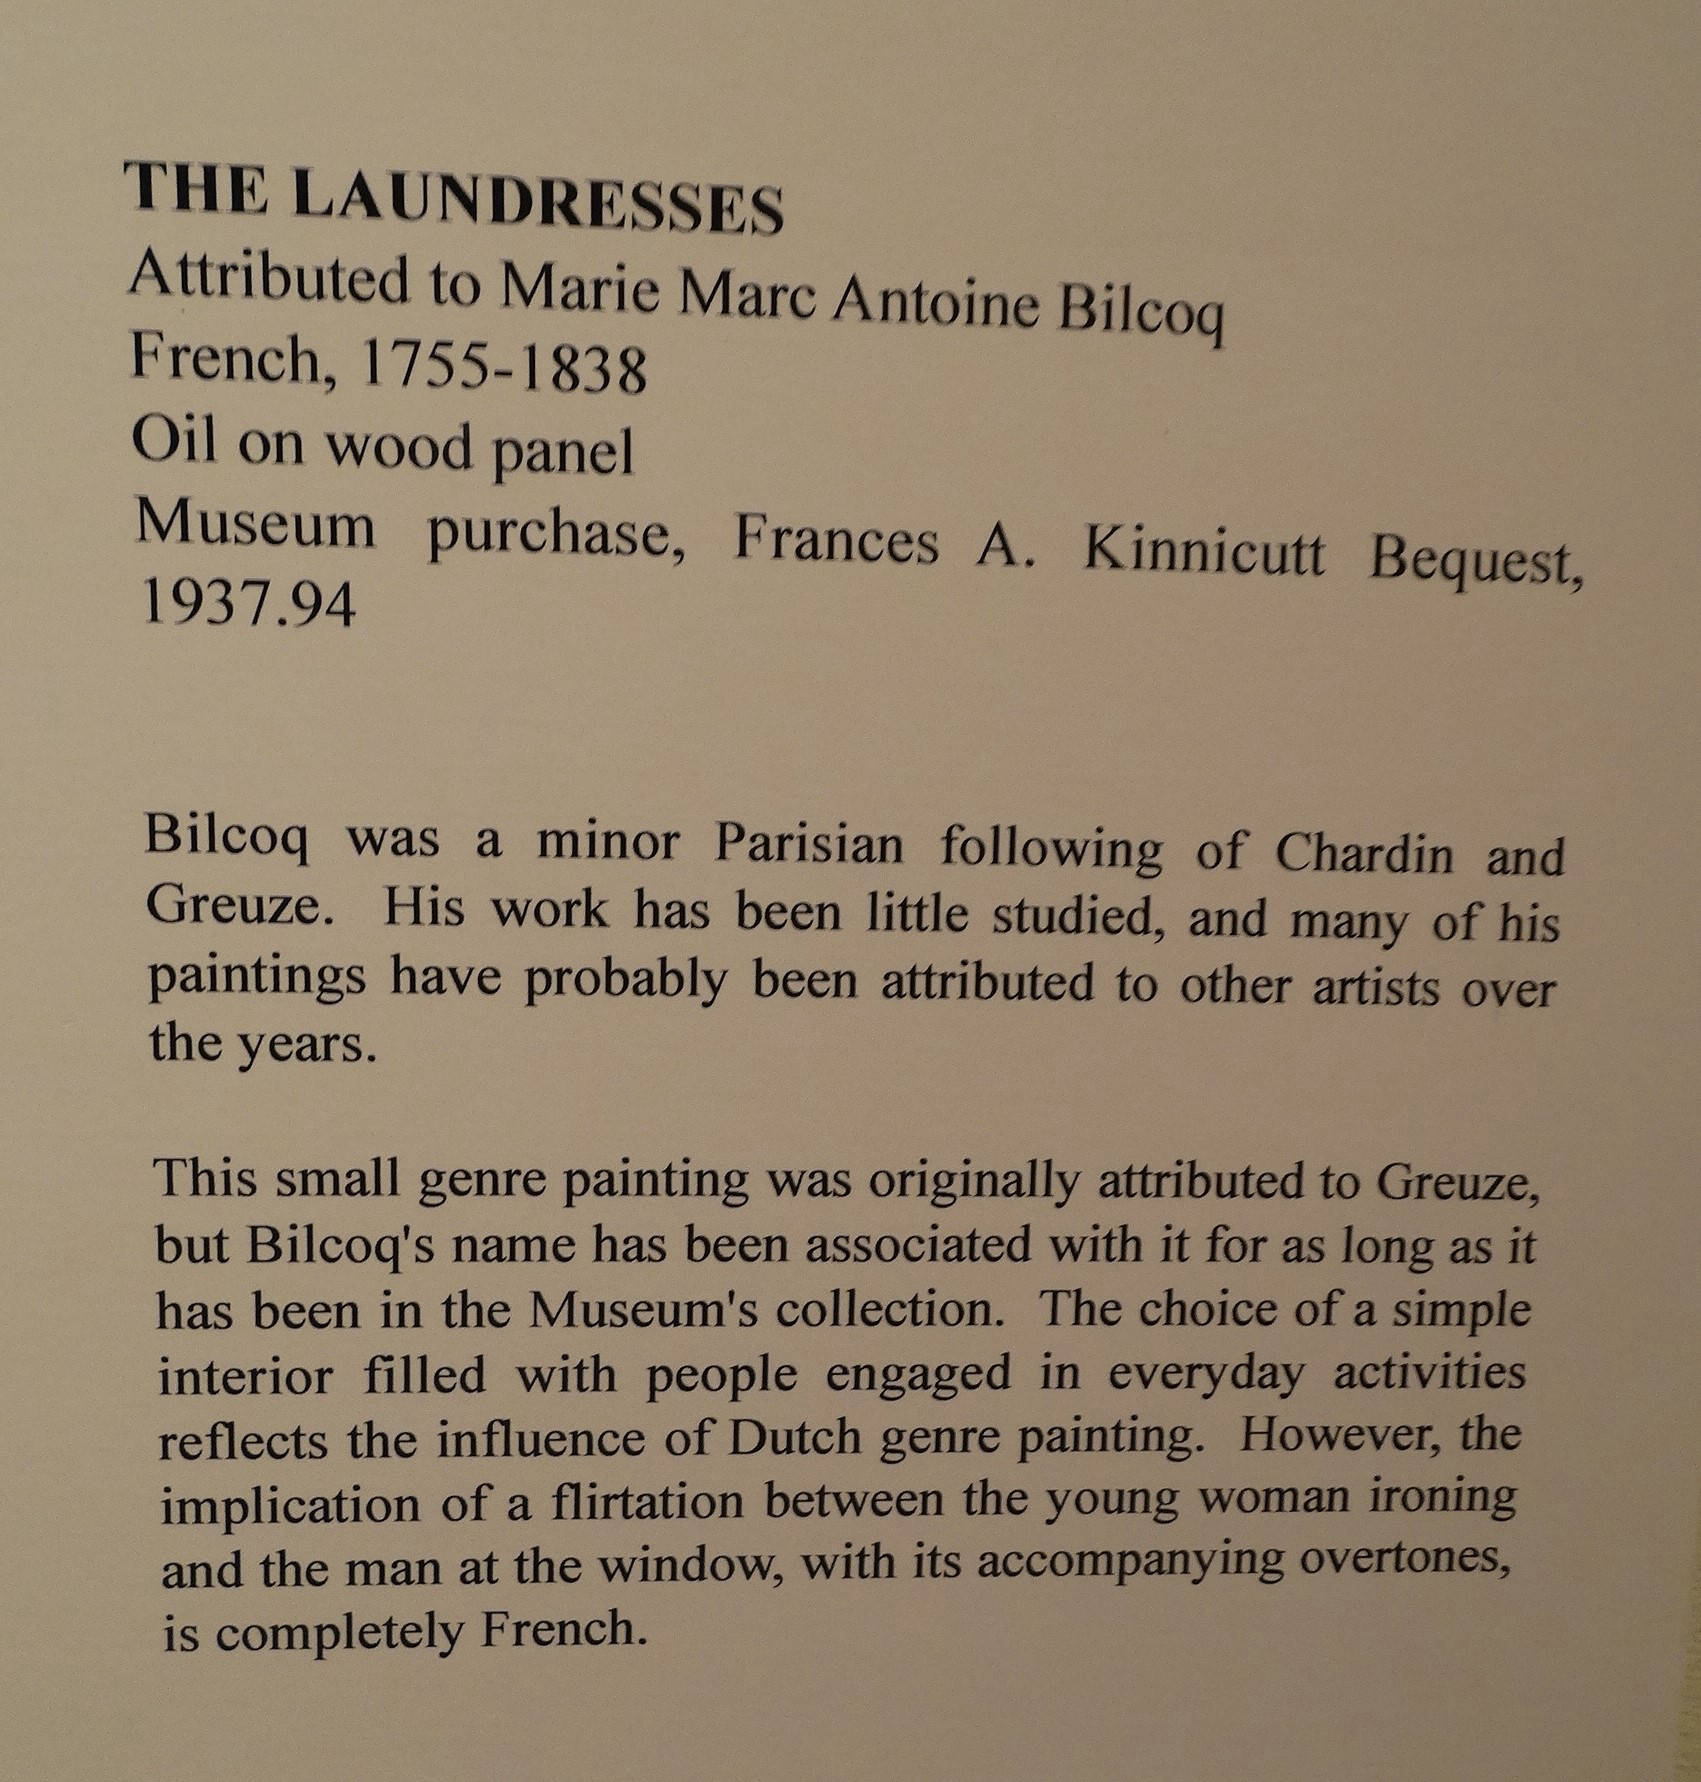 THE LAUNDRESSES
Attributed to Marie Marc Antoine Bilcoq
French, 1755-1838
Oil on wood panel
Museum purchase, Frances A. Kinnicutt Bequest,
1937.94
Bilcoq was a minor Parisian following of Chardin and
Greuze. His work has been little studied, and many of his
paintings have probably been attributed to other artists over
the years.
This small genre painting was originally attributed to Greuze,
but Bilcoq's name has been associated with it for as long as it
has been in the Museum's collection. The choice of a simple
interior filled with people engaged in everyday activities
reflects the influence of Dutch genre painting. However, the
implication of a flirtation between the young woman ironing
and the man at the window, with its accompanying overtones,
is completely French.